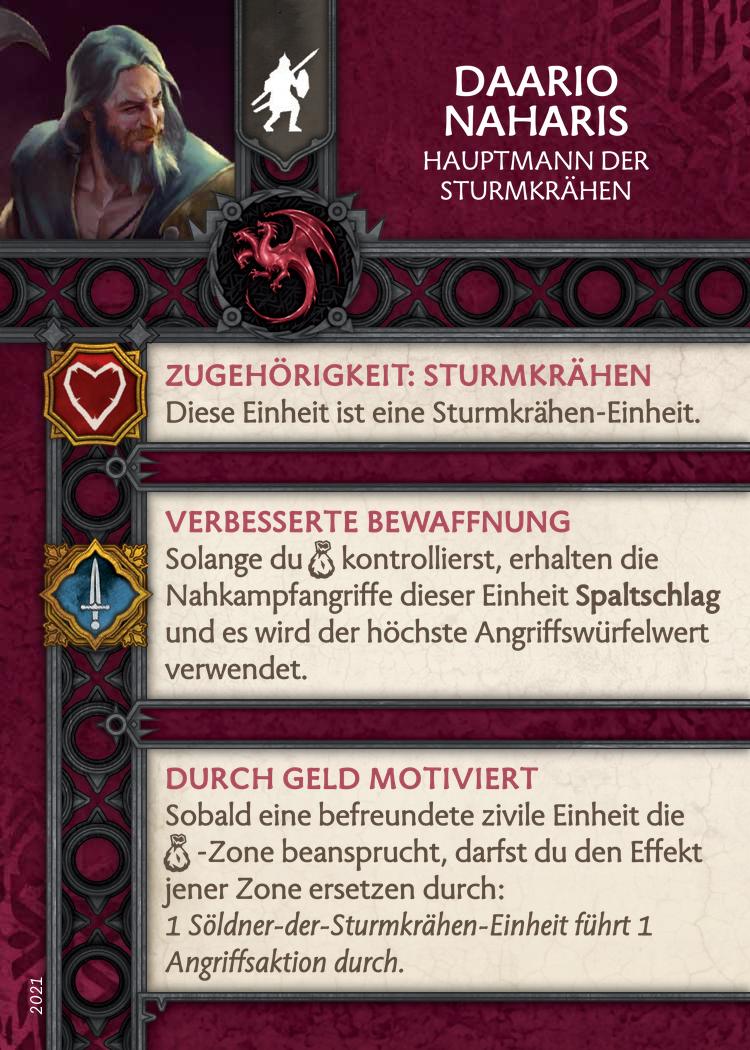 DAARIO
NAHARIS
HAUPTMANN DER
STURMKRÄHEN
ZUGEHÖRIGKEIT: STURMKRÄHEN
Diese Einheit ist eine Sturmkrähen-Einheit.
VERBESSERTE BEWAFFNUNG
Solange du kontrollierst, erhalten die
Nahkampfangriffe dieser Einheit Spaltschlag
und es wird der höchste Angriffswürfelwert
verwendet.
DURCH GELD MOTIVIERT
Sobald eine befreundete zivile Einheit die
-Zone beansprucht, darfst du den Effekt
jener Zone ersetzen durch:
1 Söldner-der-Sturmkrähen-Einheit führt 1
Angriffsaktion durch.
2021